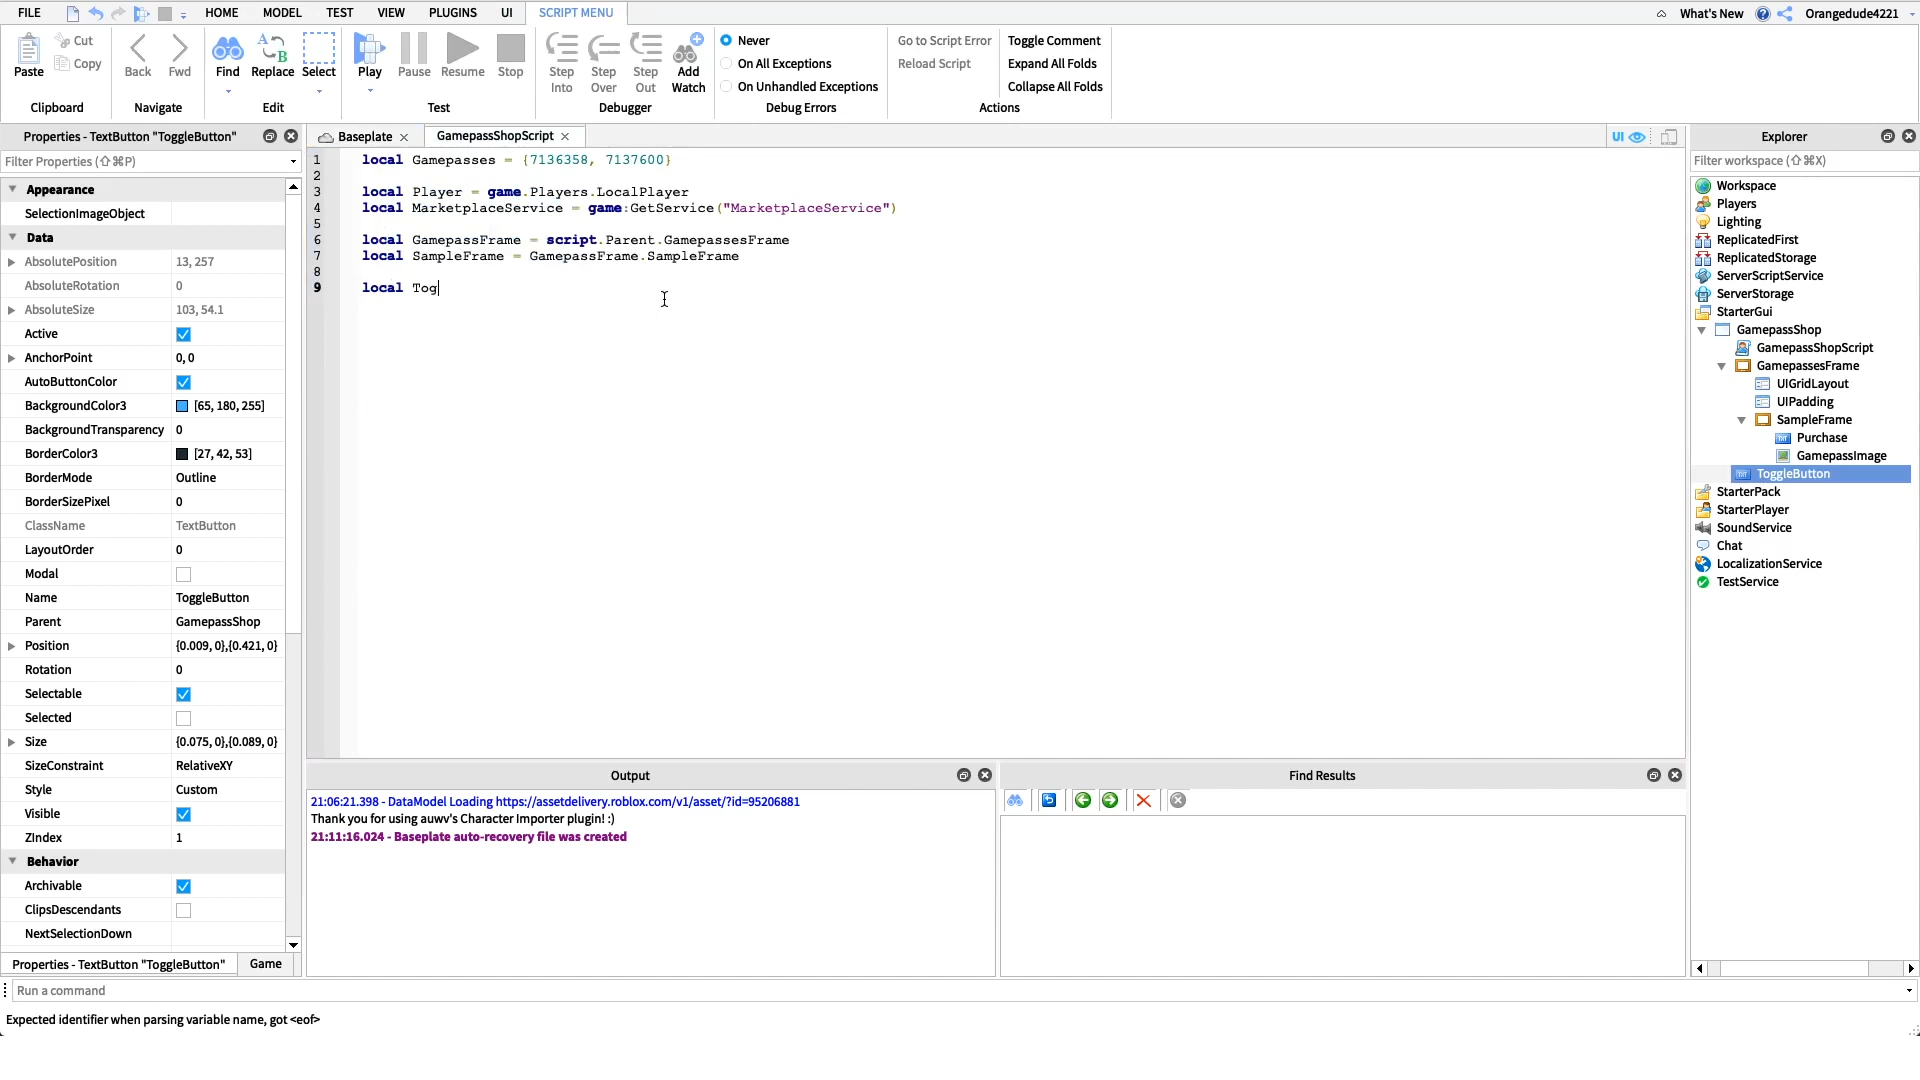 FILE HOME MODEL TEST VIEW PLUGINS UI SCRIPT MENU What's New Orangedude4221
Paste Cut Copy
Clipboard
Back Fwd
Navigate
Find Replace Select
Edit
Play Pause Resume Stop
Test
Step Into Step Over Step Out Add Watch
Debugger
Never
On All Exceptions
On Unhandled Exceptions
Debug Errors
Go to Script Error Toggle Comment
Reload Script Expand All Folds
Collapse All Folds
Actions
Properties - TextButton "ToggleButton"
Filter Properties (⇧⌘P)
Appearance
SelectionImageObject
Data
AbsolutePosition 13, 257
AbsoluteRotation 0
AbsoluteSize 103, 54.1
Active
AnchorPoint 0, 0
AutoButtonColor
BackgroundColor3 [65, 180, 255]
BackgroundTransparency 0
BorderColor3 [27, 42, 53]
BorderMode Outline
BorderSizePixel 0
ClassName TextButton
LayoutOrder 0
Modal
Name ToggleButton
Parent GamepassShop
Position {0.009, 0},{0.421, 0}
Rotation 0
Selectable
Selected
Size {0.075, 0},{0.089, 0}
SizeConstraint RelativeXY
Style Custom
Visible
ZIndex 1
Behavior
Archivable
ClipsDescendants
NextSelectionDown
Properties - TextButton "ToggleButton" Game
Baseplate GamepassShopScript UI
1 local Gamepasses = {7136358, 7137600}
2
3 local Player = game.Players.LocalPlayer
4 local MarketplaceService = game:GetService("MarketplaceService")
5
6 local GamepassFrame = script.Parent.GamepassesFrame
7 local SampleFrame = GamepassFrame.SampleFrame
8
9 local Tog
Output
21:06:21.398 - DataModel Loading https://assetdelivery.roblox.com/v1/asset/?id=95206881
Thank you for using auwv's Character Importer plugin! :)
21:11:16.024 - Baseplate auto-recovery file was created
Find Results
Explorer
Filter workspace (⇧⌘X)
Workspace
Players
Lighting
ReplicatedFirst
ReplicatedStorage
ServerScriptService
ServerStorage
StarterGui
GamepassShop
GamepassShopScript
GamepassesFrame
UIGridLayout
UIPadding
SampleFrame
Purchase
GamepassImage
ToggleButton
StarterPack
StarterPlayer
SoundService
Chat
LocalizationService
TestService
Run a command
Expected identifier when parsing variable name, got <eof>